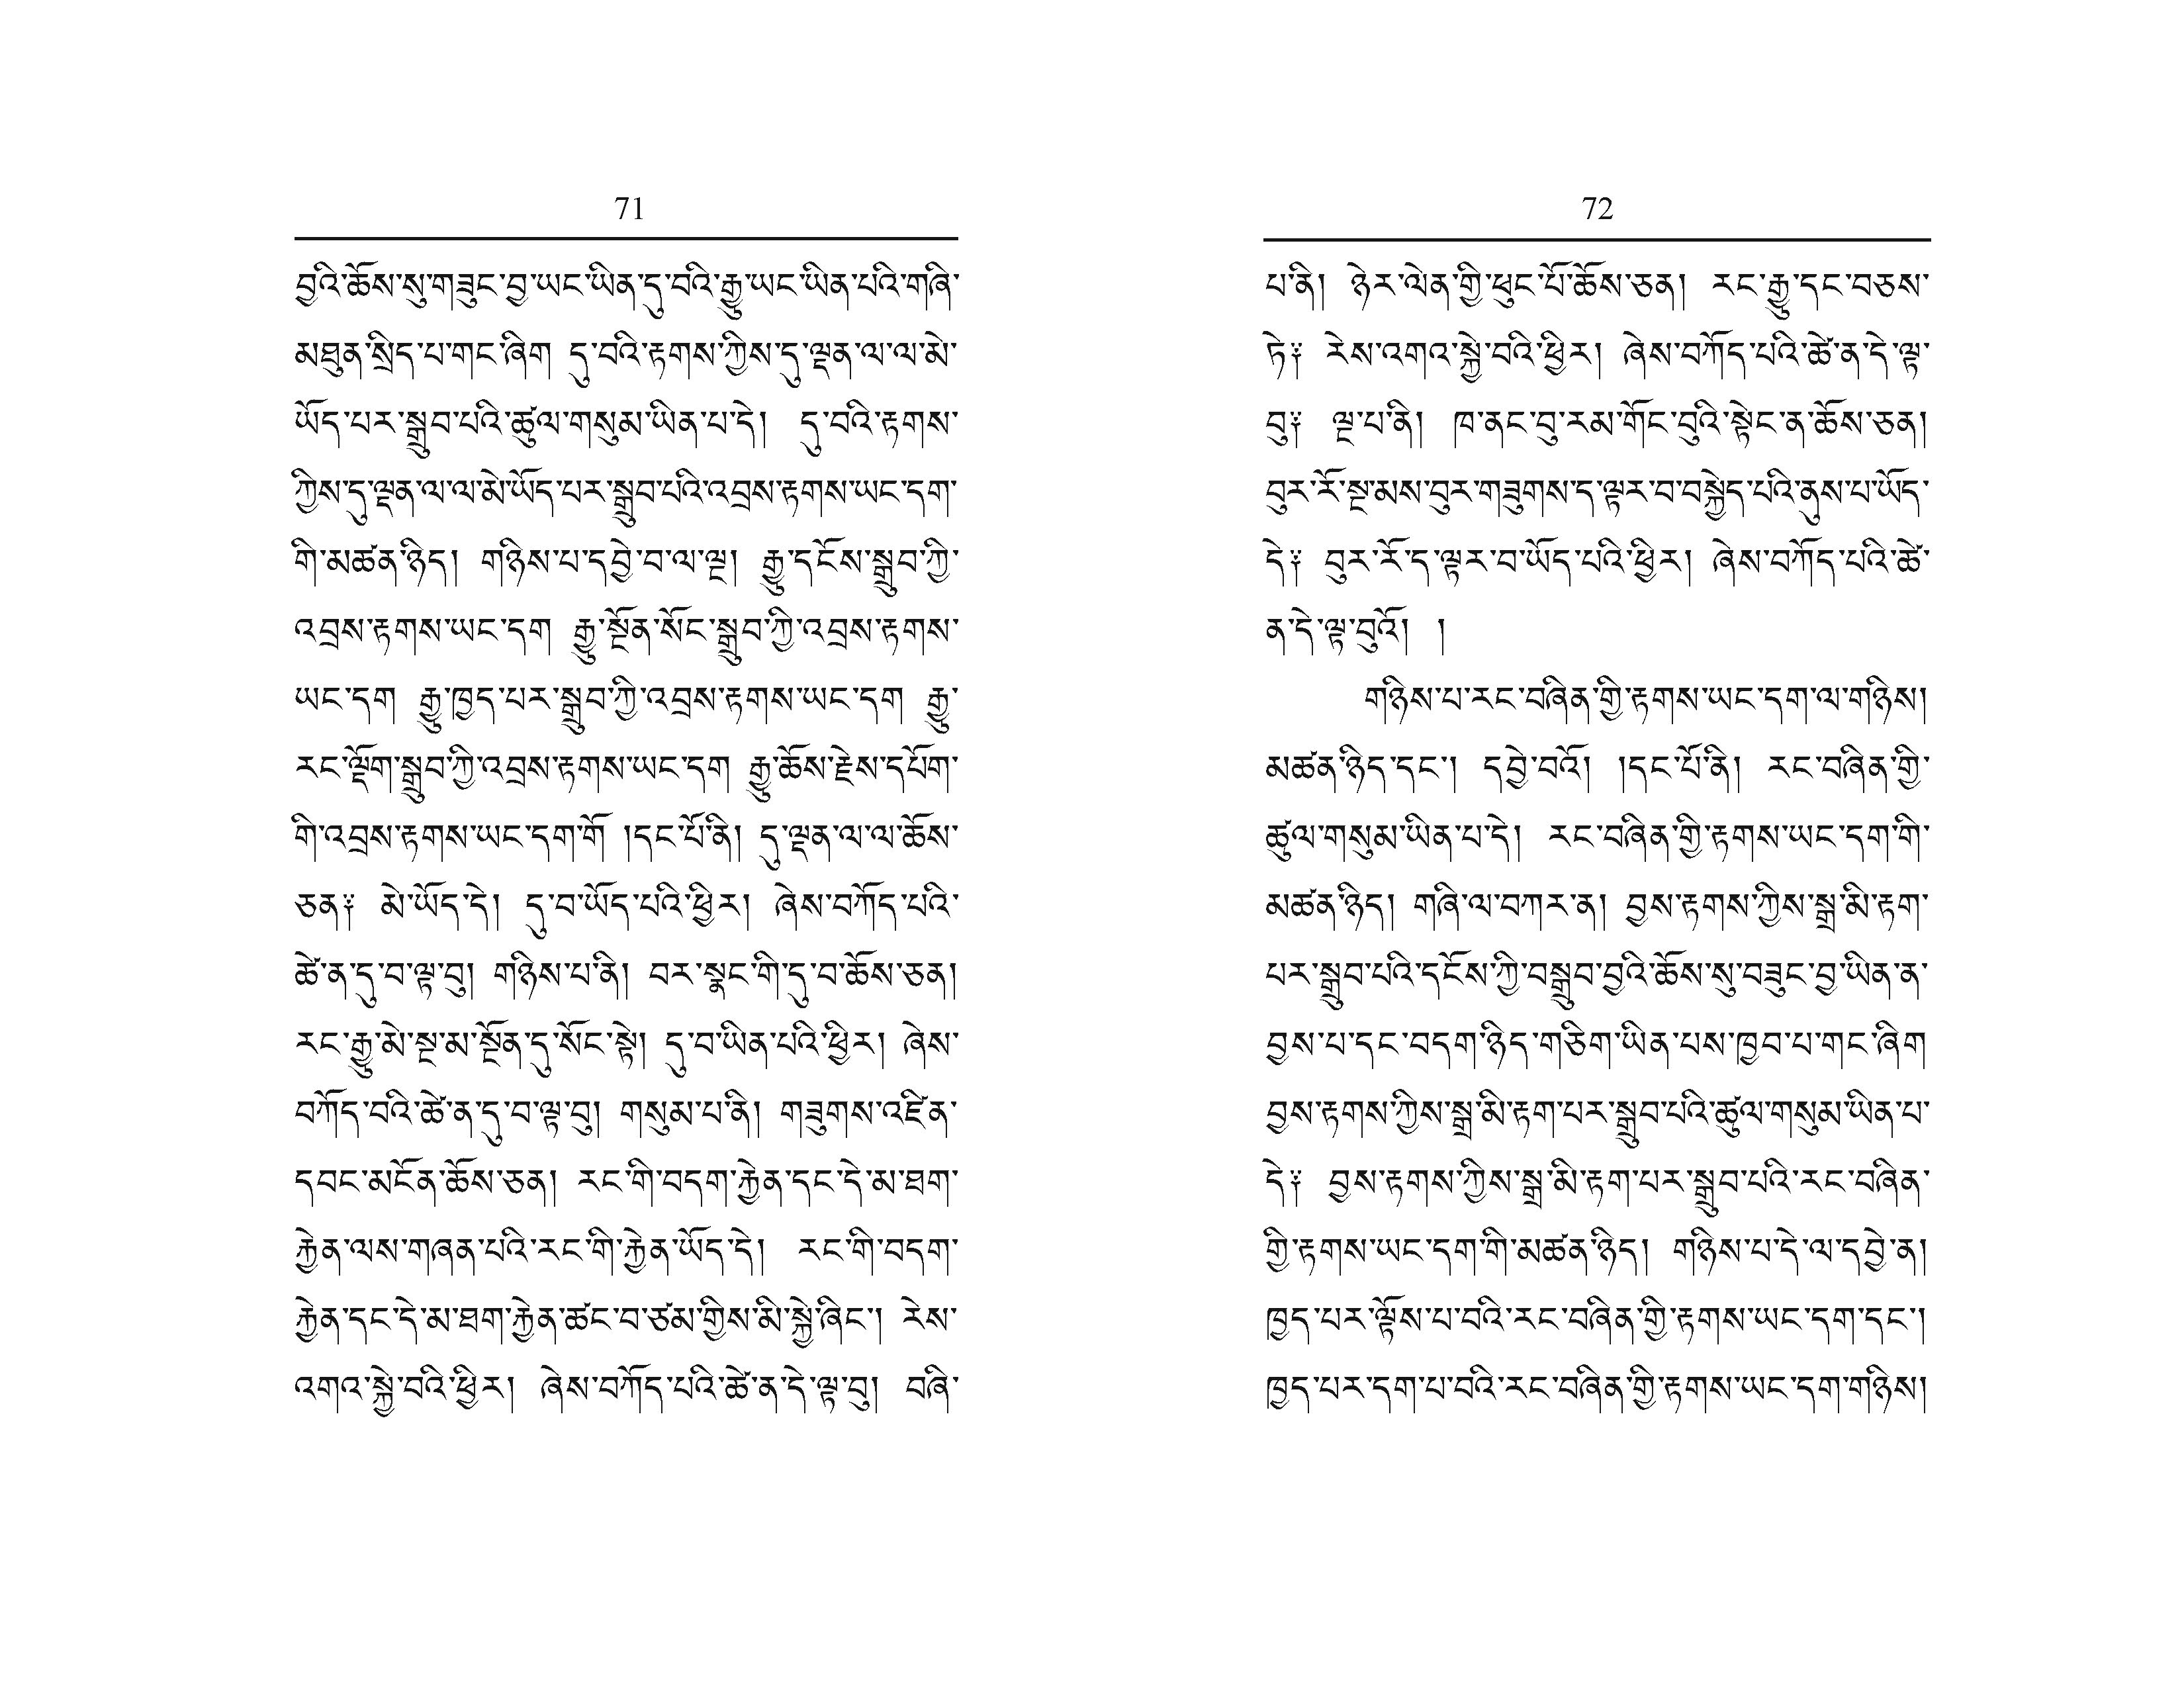 71
བྱའི་ཆོས་སུ་གཟུང་བྱ་ཡང་ཡིན་དུ་བའི་རྒྱུ་ཡང་ཡིན་པའི་གཞི་
མཐུན་སྲིད་པ་གང་ཞིག དུ་བའི་རྟགས་ཀྱིས་དུ་ལྡན་ལ་ལ་མེ་
ཡོད་པར་སྒྲུབ་པའི་ཚུལ་གསུམ་ཡིན་པ་དེ། དུ་བའི་རྟགས་
ཀྱིས་དུ་ལྡན་ལ་ལ་མེ་ཡོད་པར་སྒྲུབ་པའི་འབྲས་རྟགས་ཡང་དག་
གི་མཚན་ཉིད། གཉིས་པ་དབྱེ་བ་ལ་ལྔ། རྒྱུ་དངོས་སྒྲུབ་ཀྱི་
འབྲས་རྟགས་ཡང་དག རྒྱུ་སྔོན་སོང་སྒྲུབ་ཀྱི་འབྲས་རྟགས་
ཡང་དག རྒྱུ་ཁྱད་པར་སྒྲུབ་ཀྱི་འབྲས་རྟགས་ཡང་དག རྒྱུ་
རང་ལྡོག་སྒྲུབ་ཀྱི་འབྲས་རྟགས་ཡང་དག རྒྱུ་ཆོས་རྗེས་དཔོག་
གི་འབྲས་རྟགས་ཡང་དག་གོ །དང་པོ་ནི། དུ་ལྡན་ལ་ལ་ཆོས་
ཅན༑ མེ་ཡོད་དེ། དུ་བ་ཡོད་པའི་ཕྱིར། ཞེས་བཀོད་པའི་
ཚེ་ན་དུ་བ་ལྟ་བུ། གཉིས་པ་ནི། བར་སྣང་གི་དུ་བ་ཆོས་ཅན།
རང་རྒྱུ་མེ་སྔ་མ་སྔོན་དུ་སོང་སྟེ། དུ་བ་ཡིན་པའི་ཕྱིར། ཞེས་
བཀོད་བའི་ཚེ་ན་དུ་བ་ལྟ་བུ། གསུམ་པ་ནི། གཟུགས་འཛིན་
དབང་མངོན་ཆོས་ཅན། རང་གི་བདག་རྐྱེན་དང་དེ་མ་ཐག་
རྐྱེན་ལས་གཞན་པའི་རང་གི་རྐྱེན་ཡོད་དེ། རང་གི་བདག་
རྐྱེན་དང་དེ་མ་ཐག་རྐྱེན་ཚང་བ་ཙམ་གྱིས་མི་སྐྱེ་ཞིང་། རེས་
འགའ་སྐྱེ་བའི་ཕྱིར། ཞེས་བཀོད་པའི་ཚེ་ན་དེ་ལྟ་བུ། བཞི་
72
པ་ནི། ཉེར་ལེན་གྱི་ཕུང་པོ་ཆོས་ཅན། རང་རྒྱུ་དང་བཅས་
ཏེ༑ རེས་འགའ་སྐྱེ་བའི་ཕྱིར། ཞེས་བཀོད་པའི་ཚེ་ན་དེ་ལྟ་
བུ༑ ལྔ་པ་ནི། ཁ་ནང་བུ་རམ་གོང་བུའི་སྟེང་ན་ཆོས་ཅན།
བུར་རོ་སྔ་མས་བུར་གཟུགས་ད་ལྟར་བ་བསྐྱེད་པའི་ནུས་པ་ཡོད་
དེ༑ བུར་རོ་ད་ལྟར་བ་ཡོད་པའི་ཕྱིར། ཞེས་བཀོད་པའི་ཚེ་
ན་དེ་ལྟ་བུའོ། །
གཉིས་པ་རང་བཞིན་གྱི་རྟགས་ཡང་དག་ལ་གཉིས།
མཚན་ཉིད་དང་། དབྱེ་བའོ། །དང་པོ་ནི། རང་བཞིན་གྱི་
ཚུལ་གསུམ་ཡིན་པ་དེ། རང་བཞིན་གྱི་རྟགས་ཡང་དག་གི་
མཚན་ཉིད། གཞི་ལ་བཀར་ན། བྱས་རྟགས་ཀྱིས་སྒྲ་མི་རྟག་
པར་སྒྲུབ་པའི་དངོས་ཀྱི་བསྒྲུབ་བྱའི་ཆོས་སུ་བཟུང་བྱ་ཡིན་ན་
བྱས་པ་དང་བདག་ཉིད་གཅིག་ཡིན་པས་ཁྱབ་པ་གང་ཞིག
བྱས་རྟགས་ཀྱིས་སྒྲ་མི་རྟག་པར་སྒྲུབ་པའི་ཚུལ་གསུམ་ཡིན་པ་
དེ༑ བྱས་རྟགས་ཀྱིས་སྒྲ་མི་རྟག་པར་སྒྲུབ་པའི་རང་བཞིན་
གྱི་རྟགས་ཡང་དག་གི་མཚན་ཉིད། གཉིས་པ་དེ་ལ་དབྱེ་ན།
ཁྱད་པར་ལྟོས་པ་བའི་རང་བཞིན་གྱི་རྟགས་ཡང་དག་དང་།
ཁྱད་པར་དག་པ་བའི་རང་བཞིན་གྱི་རྟགས་ཡང་དག་གཉིས།